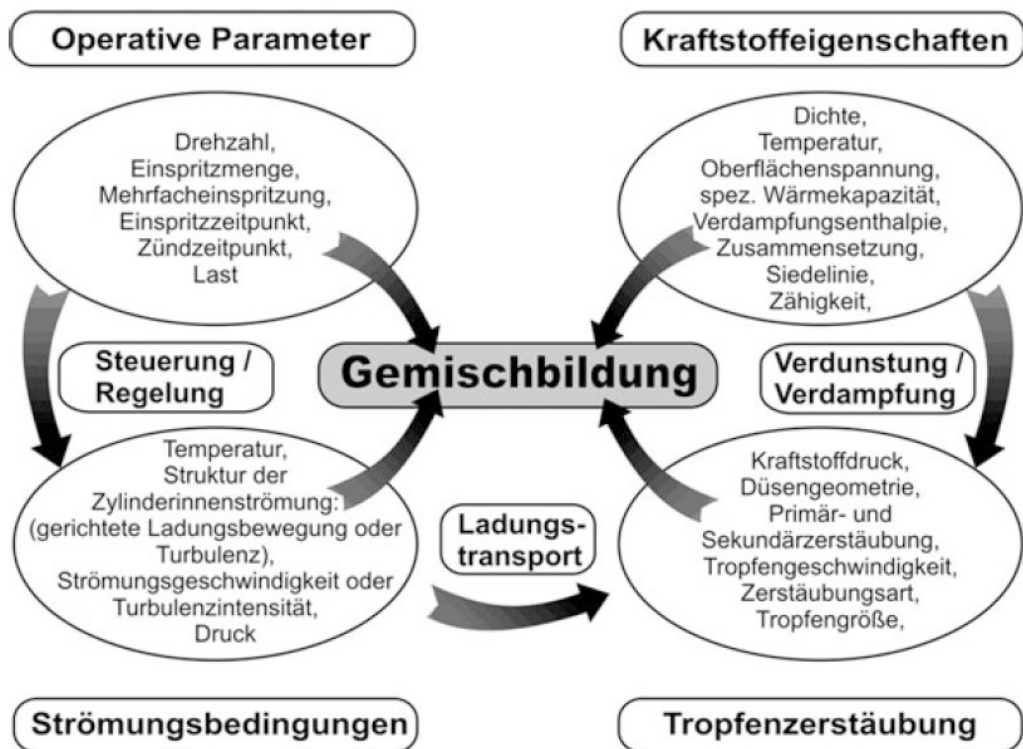 Operative Parameter
Drehzahl,
Einspritzmenge,
Mehrfacheinspritzung,
Einspritzzeitpunkt,
Zündzeitpunkt,
Last
Kraftstoffeigenschaften
Dichte,
Temperatur,
Oberflächenspannung,
spez. Wärmekapazität,
Verdampfungsenthalpie,
Zusammensetzung,
Siedelinie,
Zähigkeit,
Steuerung /
Regelung
Gemischbildung
Verdunstung /
Verdampfung
Temperatur,
Struktur der
Zylinderinnenströmung:
(gerichtete Ladungsbewegung oder
Turbulenz),
Strömungsgeschwindigkeit oder
Turbulenzintensität,
Druck
Ladungs-
transport
Kraftstoffdruck,
Düsengeometrie,
Primär- und
Sekundärzerstäubung,
Tropfengeschwindigkeit,
Zerstäubungsart,
Tropfengröße,
Strömungsbedingungen
Tropfenzerstäubung